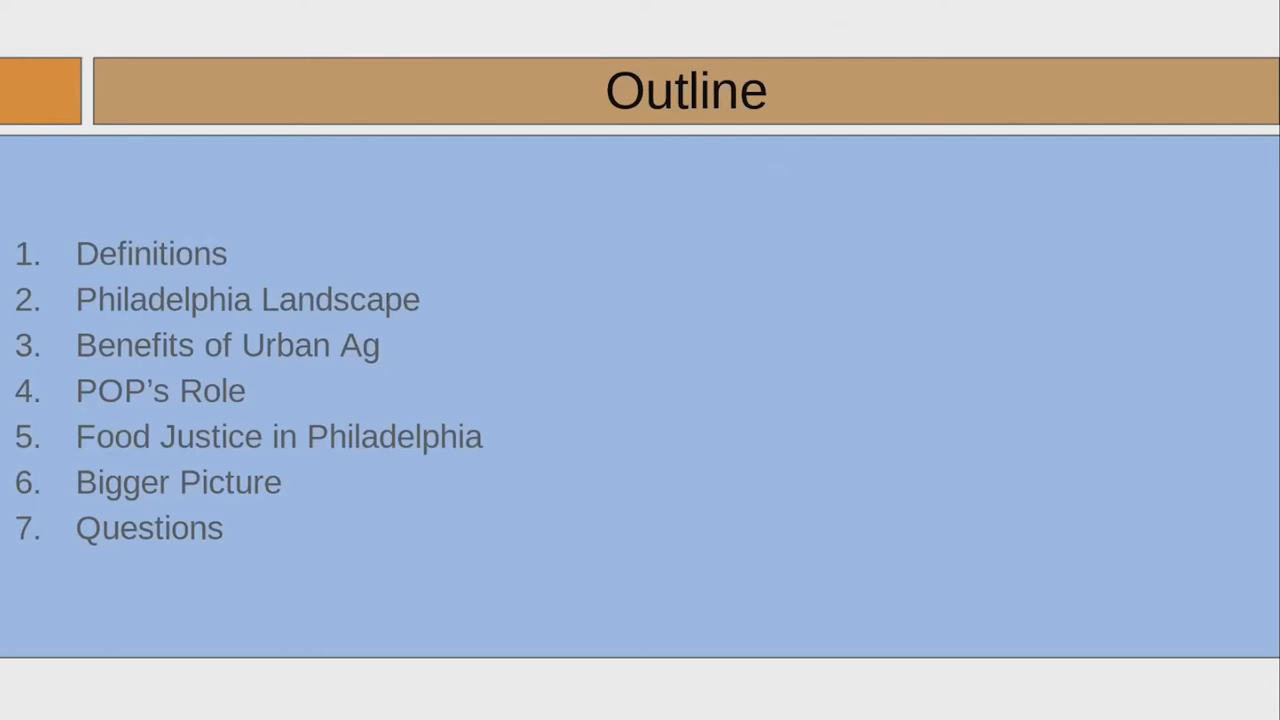 Outline
1. Definitions
2. Philadelphia Landscape
3. Benefits of Urban Ag
4. POP’s Role
5. Food Justice in Philadelphia
6. Bigger Picture
7. Questions